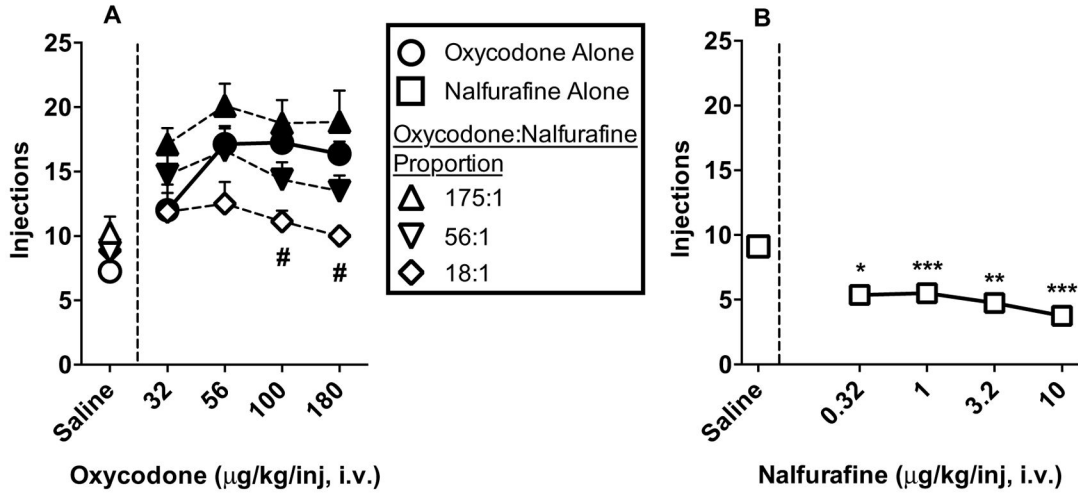 A
25
20
15
10
5
0
Injections
#
#
Saline
32
56
100
180
Oxycodone (μg/kg/inj, i.v.)
Oxycodone Alone
Nalfurafine Alone
Oxycodone:Nalfurafine
Proportion
175:1
56:1
18:1
B
25
20
15
10
5
0
Injections
*
***
**
***
Saline
0.32
1
3.2
10
Nalfurafine (μg/kg/inj, i.v.)